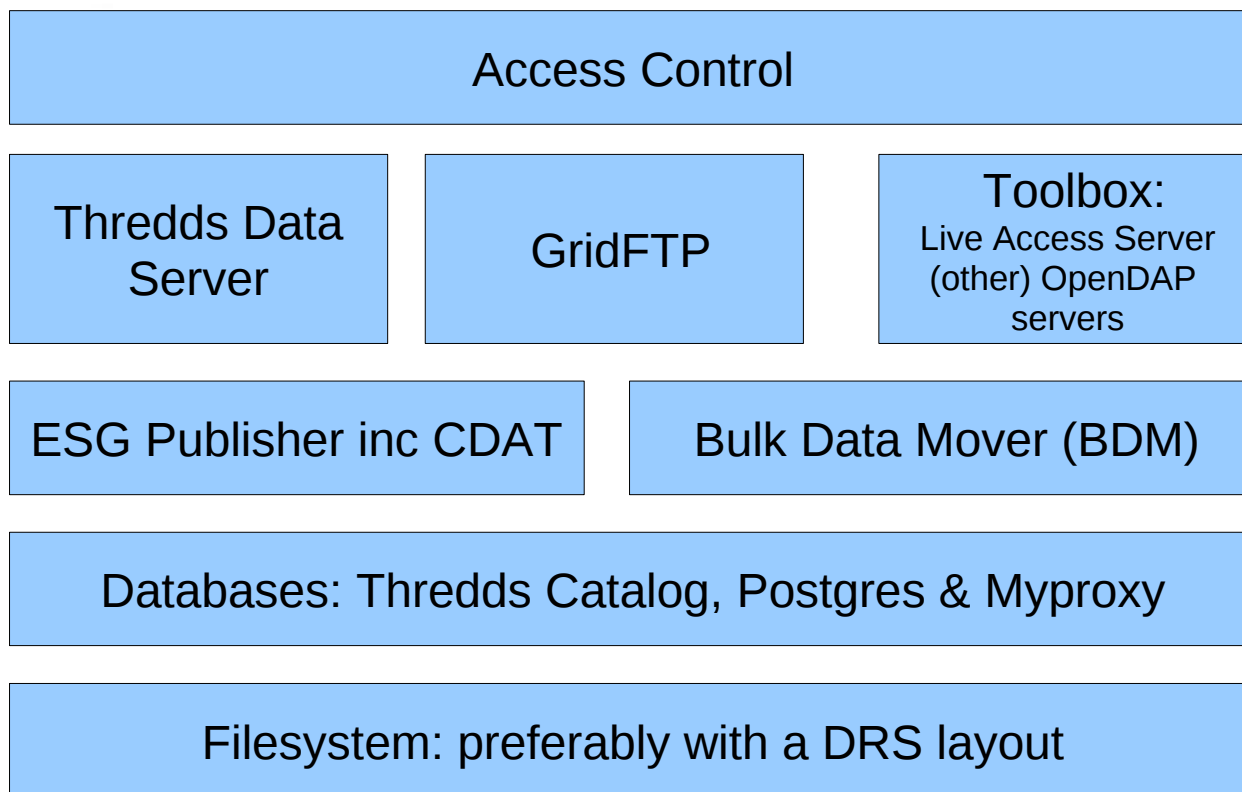 Access Control
Thredds Data
Server
GridFTP
Toolbox:
Live Access Server
(other) OpenDAP
servers
ESG Publisher inc CDAT
Bulk Data Mover (BDM)
Databases: Thredds Catalog, Postgres & Myproxy
Filesystem: preferably with a DRS layout